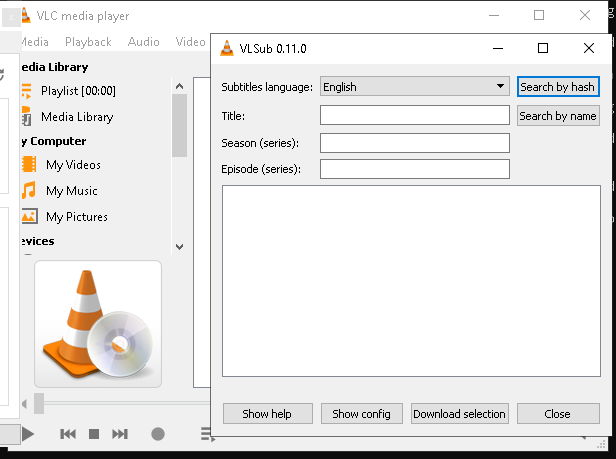 VLC media player
Media Playback Audio Video
Media Library
Playlist [00:00]
Media Library
y Computer
My Videos
My Music
My Pictures
evices
VLSub 0.11.0
Subtitles language: English Search by hash
Title: Search by name
Season (series):
Episode (series):
Show help Show config Download selection Close